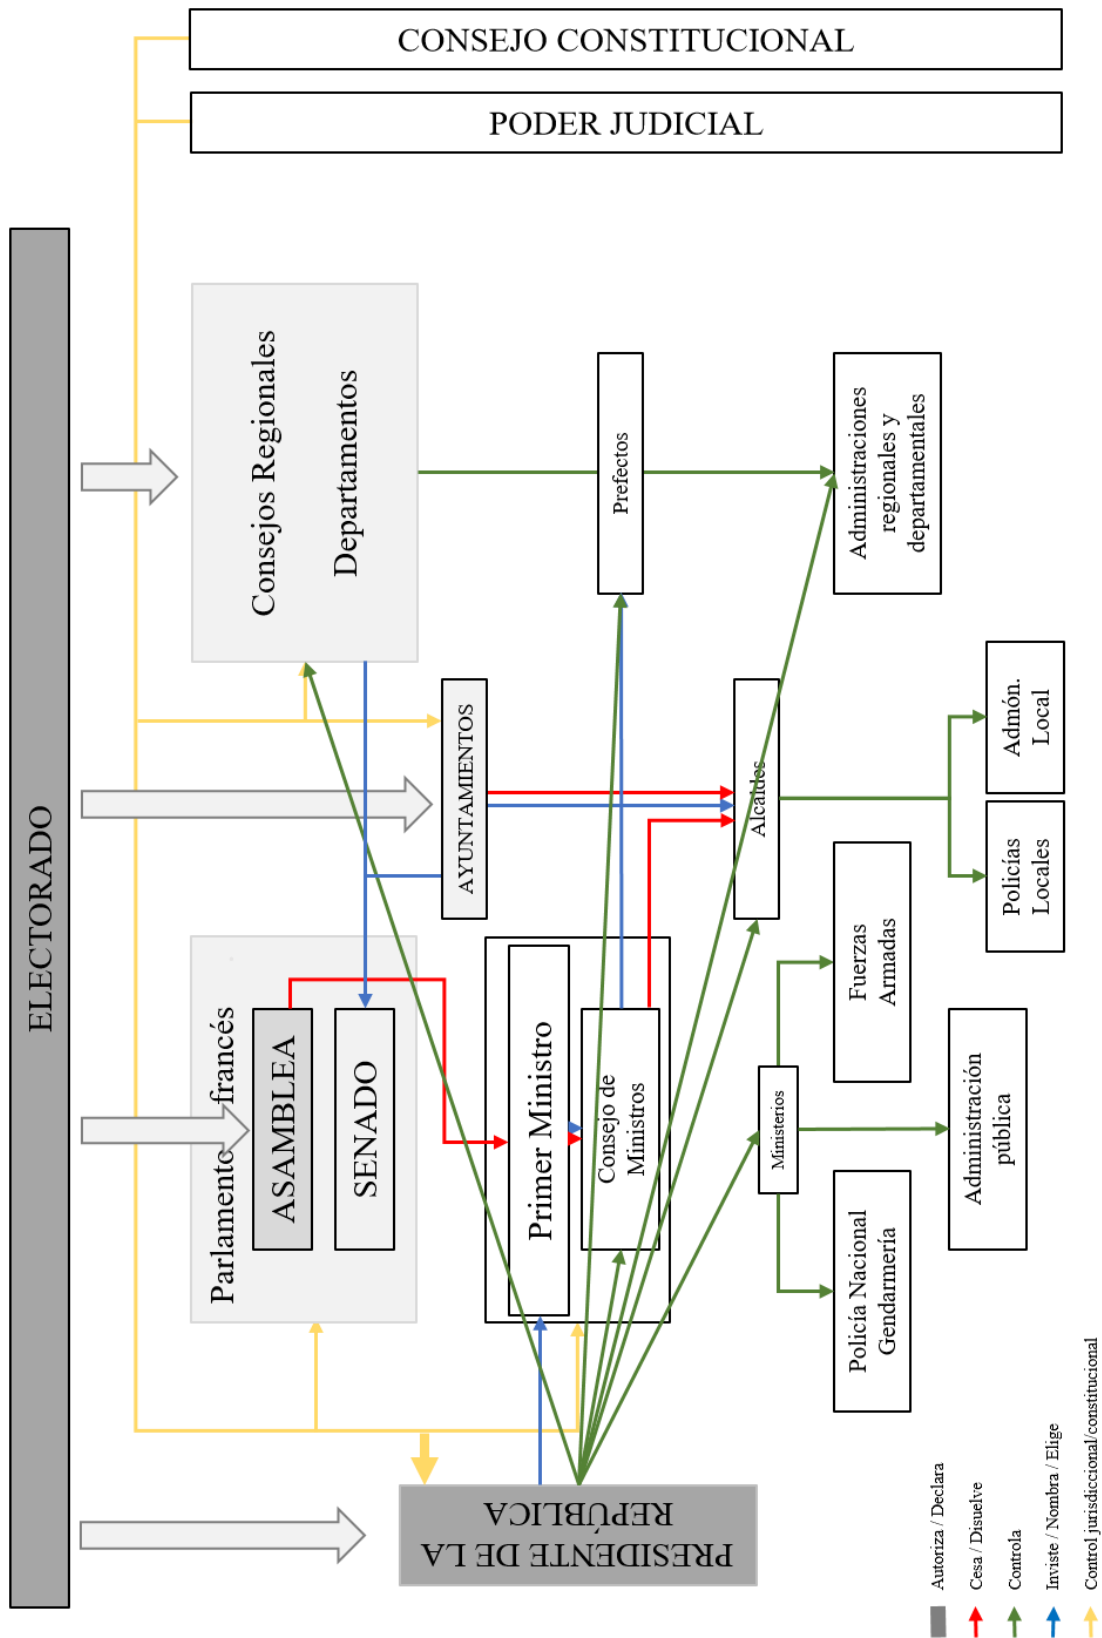 ELECTORADO
PRESIDENTE DE LA
REPÚBLICA
Parlamento francés
ASAMBLEA
SENADO
Consejos Regionales
Departamentos
AYUNTAMIENTOS
Primer Ministro
Consejo de
Ministros
Prefectos
Alcaldes
Ministerios
Policía Nacional
Gendarmería
Fuerzas
Armadas
Administraciones
regionales y
departamentales
Administración
pública
Policías
Locales
Admón.
Local
PODER JUDICIAL
CONSEJO CONSTITUCIONAL
Autoriza / Declara
Cesa / Disuelve
Controla
Inviste / Nombra / Elige
Control jurisdiccional/constitucional